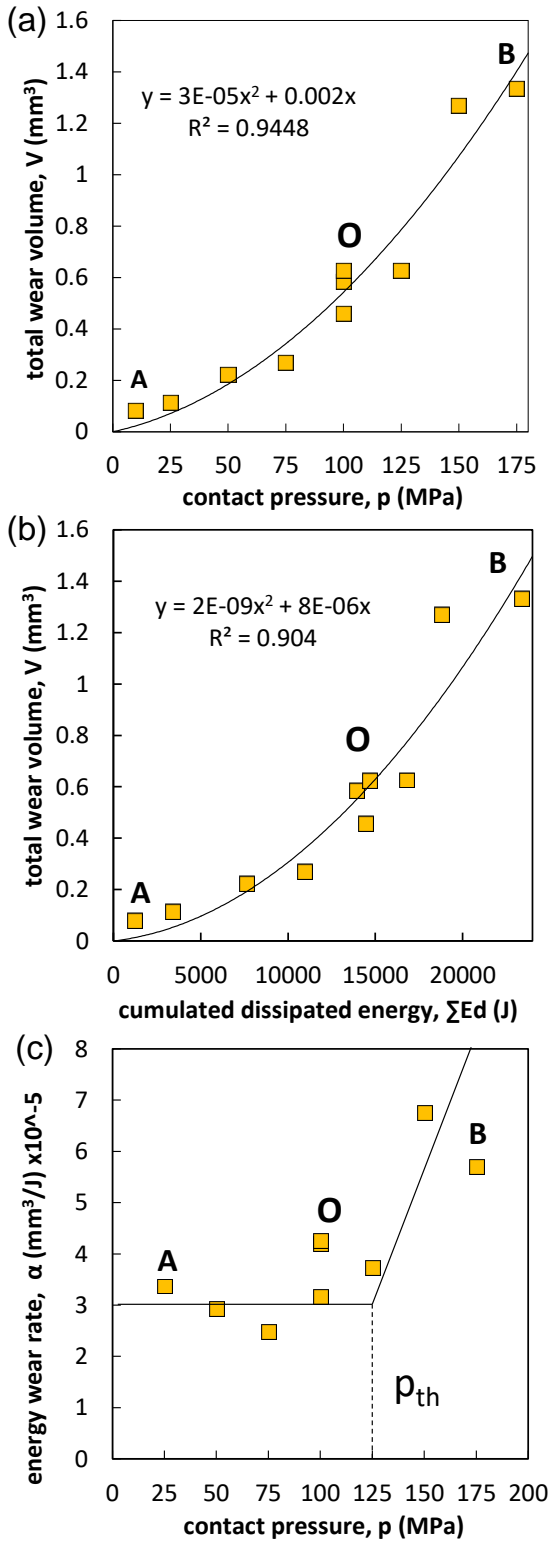 (a)
total wear volume, V (mm³)
1.6
1.4
1.2
1
0.8
0.6
0.4
0.2
0
y = 3E-05x² + 0.002x
R² = 0.9448
A
O
B
0 25 50 75 100 125 150 175
contact pressure, p (MPa)
(b)
total wear volume, V (mm³)
1.6
1.4
1.2
1
0.8
0.6
0.4
0.2
0
y = 2E-09x² + 8E-06x
R² = 0.904
A
O
B
0 5000 10000 15000 20000
cumulated dissipated energy, ∑Ed (J)
(c)
energy wear rate, α (mm³/J) x10^-5
8
7
6
5
4
3
2
1
0
A
O
B
pth
0 25 50 75 100 125 150 175 200
contact pressure, p (MPa)